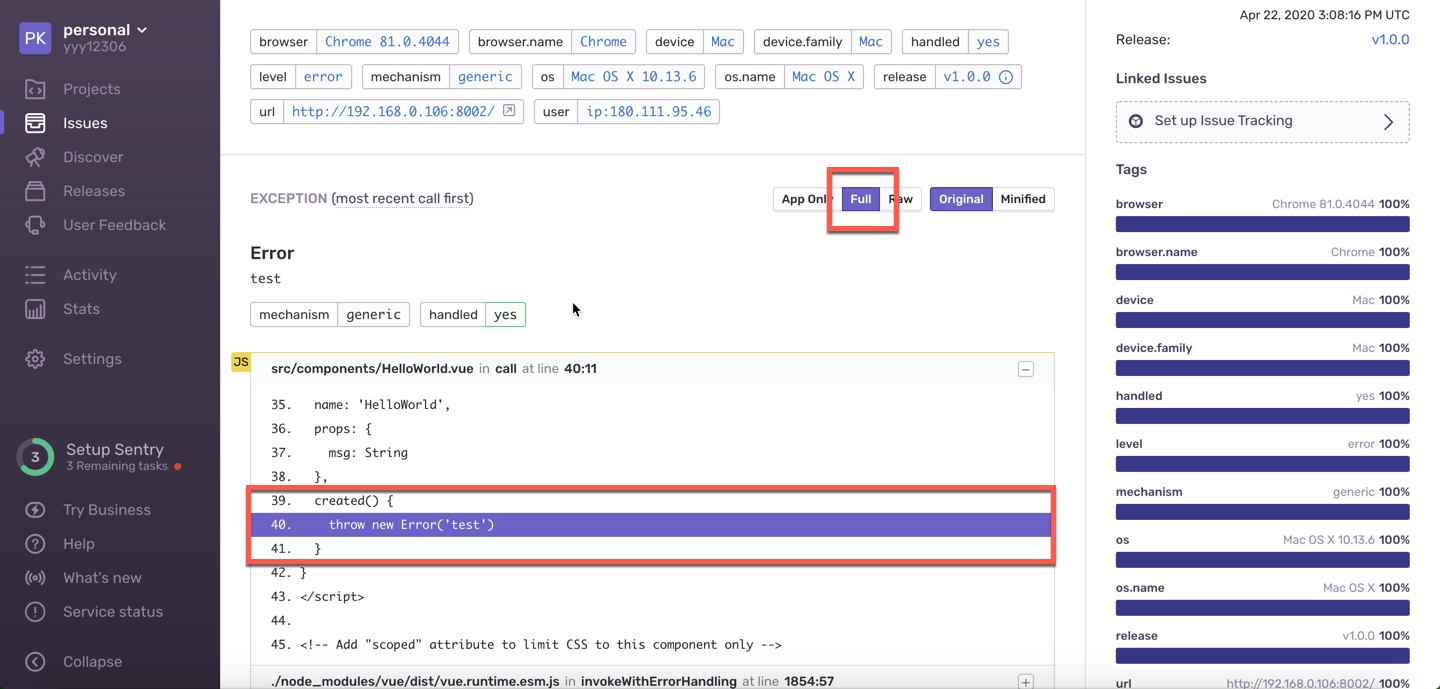 PK
personal
yyy12306
Projects
Issues
Discover
Releases
User Feedback
Activity
Stats
Settings
3
Setup Sentry
3 Remaining tasks
Try Business
Help
What's new
Service status
Collapse
browser Chrome 81.0.4044 browser.name Chrome device Mac device.family Mac handled yes
level error mechanism generic os Mac OS X 10.13.6 os.name Mac OS X release v1.0.0
url http://192.168.0.106:8002/ user ip:180.111.95.46
EXCEPTION (most recent call first) App Only Full Raw Original Minified
Error
test
mechanism generic handled yes
JS
src/components/HelloWorld.vue in call at line 40:11
35. name: 'HelloWorld',
36. props: {
37. msg: String
38. },
39. created() {
40. throw new Error('test')
41. }
42. }
43. </script>
44.
45. <!-- Add "scoped" attribute to limit CSS to this component only -->
./node_modules/vue/dist/vue.runtime.esm.js in invokeWithErrorHandling at line 1854:57
Apr 22, 2020 3:08:16 PM UTC
Release: v1.0.0
Linked Issues
Set up Issue Tracking
Tags
browser Chrome 81.0.4044 100%
browser.name Chrome 100%
device Mac 100%
device.family Mac 100%
handled yes 100%
level error 100%
mechanism generic 100%
os Mac OS X 10.13.6 100%
os.name Mac OS X 100%
release v1.0.0 100%
url http://192.168.0.106:8002/ 100%